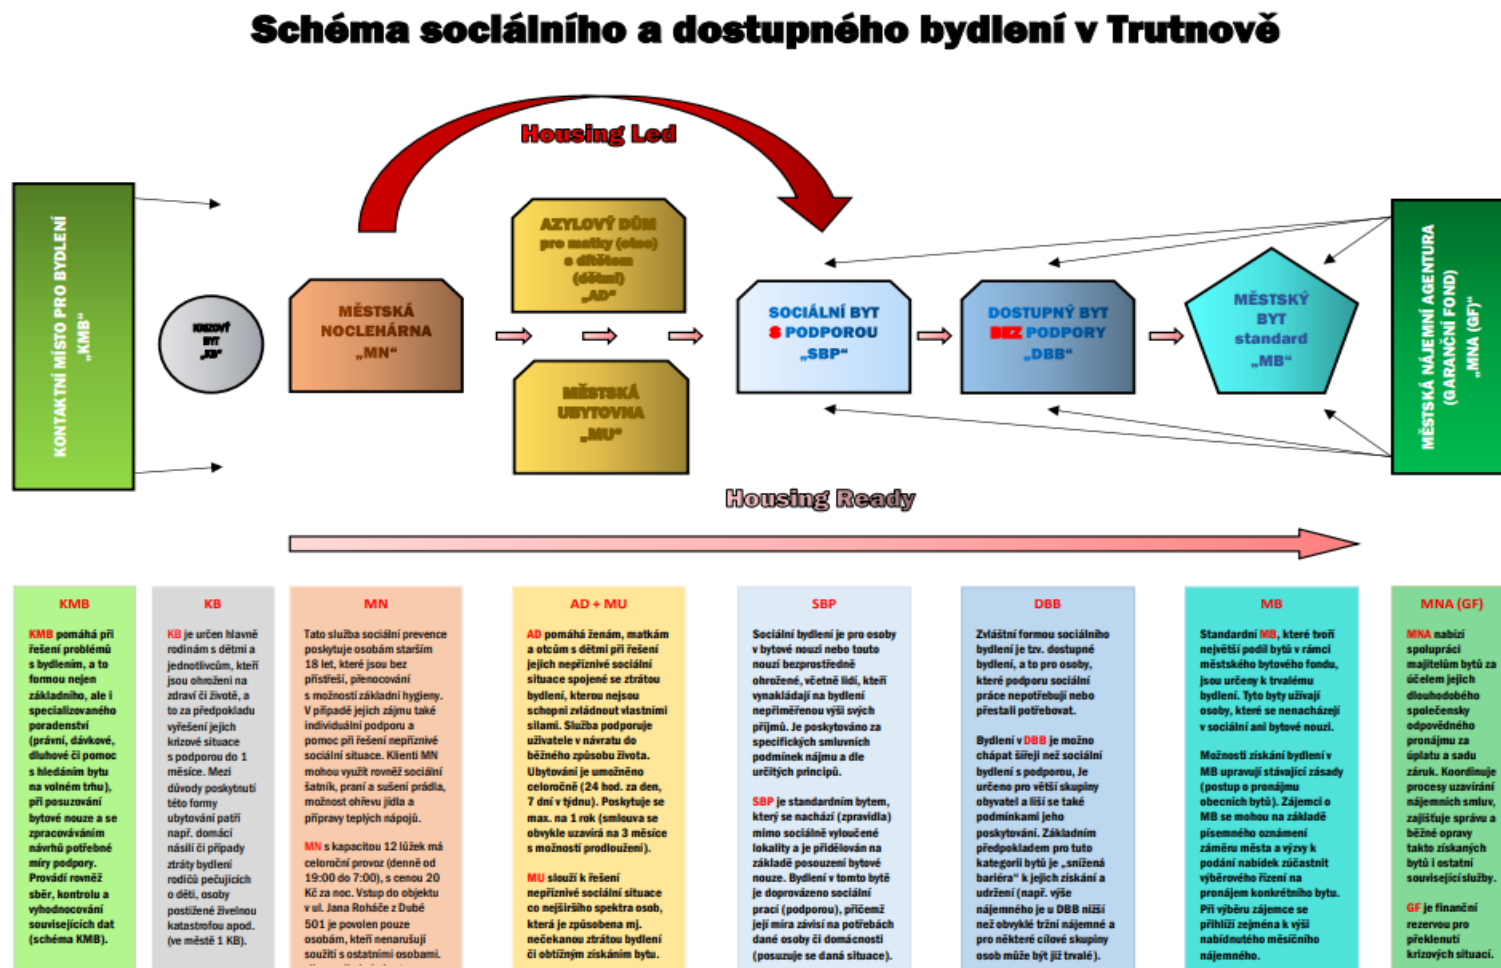 Schéma sociálního a dostupného bydlení v Trutnově
Housing Led
KONTAKTNÍ MÍSTO PRO BYDLENÍ
„KMB“
KRIZOVÝ
BYT
„KB“
MĚSTSKÁ
NOCLEHÁRNA
„MN“
AZYLOVÝ DŮM
pro matky (otce)
s dítětem
(dětmi)
„AD“
MĚSTSKÁ
UBYTOVNA
„MU“
SOCIÁLNÍ BYT
S PODPOROU
„SBP“
DOSTUPNÝ BYT
BEZ PODPORY
„DBB“
MĚSTSKÝ
BYT
standard
„MB“
MĚSTSKÁ NÁJEMNÍ AGENTURA
(GARANČNÍ FOND)
„MNA (GF)“
Housing Ready
KMB
KMB pomáhá při
řešení problémů
s bydlením, a to
formou nejen
základního, ale i
specializovaného
poradenství
(právní, dávkové,
dluhové či pomoc
s hledáním bytu
na volném trhu),
při posuzování
bytové nouze a se
zpracováváním
návrhů potřebné
míry podpory.
Provádí rovněž
sběr, kontrolu a
vyhodnocování
souvisejících dat
(schéma KMB).
KB
KB je určen hlavně
rodinám s dětmi a
jednotlivcům, kteří
jsou ohroženi na
zdraví či životě, a
to za předpokladu
vyřešení jejich
krizové situace
s podporou do 1
měsíce. Mezi
důvody poskytnutí
této formy
ubytování patří
např. domácí
násilí či případy
ztráty bydlení
rodičů pečujících
o děti, osoby
postižené živelnou
katastrofou apod.
(ve městě 1 KB).
MN
Tato služba sociální prevence
poskytuje osobám starším
18 let, které jsou bez
přístřeší, přenocování
s možností základní hygieny.
V případě jejich zájmu také
individuální podporu a
pomoc při řešení nepříznivé
sociální situace. Klienti MN
mohou využít rovněž sociální
šatník, praní a sušení prádla,
možnost ohřevu jídla a
přípravy teplých nápojů.
MN s kapacitou 12 lůžek má
celoroční provoz (denně od
19:00 do 7:00), s cenou 20
Kč za noc. Vstup do objektu
v ul. Jana Roháče z Dubé
501 je povolen pouze
osobám, kteří nenarušují
soužití s ostatními osobami.
AD + MU
AD pomáhá ženám, matkám
a otcům s dětmi při řešení
jejich nepříznivé sociální
situace spojené se ztrátou
bydlení, kterou nejsou
schopni zvládnout vlastními
silami. Služba podporuje
uživatele v návratu do
běžného způsobu života.
Ubytování je umožněno
celoročně (24 hod. za den,
7 dní v týdnu). Poskytuje se
max. na 1 rok (smlouva se
obvykle uzavírá na 3 měsíce
s možností prodloužení).
MU slouží k řešení
nepříznivé sociální situace
co nejširšího spektra osob,
která je způsobena mj.
nečekanou ztrátou bydlení
či obtížným získáním bytu.
SBP
Sociální bydlení je pro osoby
v bytové nouzi nebo touto
nouzí bezprostředně
ohrožené, včetně lidí, kteří
vynakládají na bydlení
nepřiměřenou výši svých
příjmů. Je poskytováno za
specifických smluvních
podmínek nájmu a dle
určitých principů.
SBP je standardním bytem,
který se nachází (zpravidla)
mimo sociálně vyloučené
lokality a je přidělován na
základě posouzení bytové
nouze. Bydlení v tomto bytě
je doprovázeno sociální
prací (podporou), přičemž
její míra závisí na potřebách
dané osoby či domácnosti
(posuzuje se daná situace).
DBB
Zvláštní formou sociálního
bydlení je tzv. dostupné
bydlení, a to pro osoby,
které podporu sociální
práce nepotřebují nebo
přestali potřebovat.
Bydlení v DBB je možno
chápat šířeji než sociální
bydlení s podporou, Je
určeno pro větší skupiny
obyvatel a liší se také
podmínkami jeho
poskytování. Základním
předpokladem pro tuto
kategorii bytů je „snížená
bariéra“ k jejich získání a
udržení (např. výše
nájemného je u DBB nižší
než obvyklé tržní nájemné a
pro některé cílové skupiny
osob může být již trvalé).
MB
Standardní MB, které tvoří
největší podíl bytů v rámci
městského bytového fondu,
jsou určeny k trvalému
bydlení. Tyto byty užívají
osoby, které se nenacházejí
v sociální ani bytové nouzi.
Možnosti získání bydlení v
MB upravují stávající zásady
(postup o pronájmu
obecních bytů). Zájemci o
MB se mohou na základě
písemného oznámení
záměru města a výzvy k
podání nabídek zúčastnit
výběrového řízení na
pronájem konkrétního bytu.
Při výběru zájemce se
přihlíží zejména k výši
nabídnutého měsíčního
nájemného.
MNA (GF)
MNA nabízí
spolupráci
majitelům bytů za
účelem jejich
dlouhodobého
společensky
odpovědného
pronájmu za
úplatu a sadu
záruk. Koordinuje
procesy uzavírání
nájemních smluv,
zajišťuje správu a
běžné opravy
takto získaných
bytů i ostatní
související služby.
GF je finanční
rezervou pro
překlenutí
krizových situací.